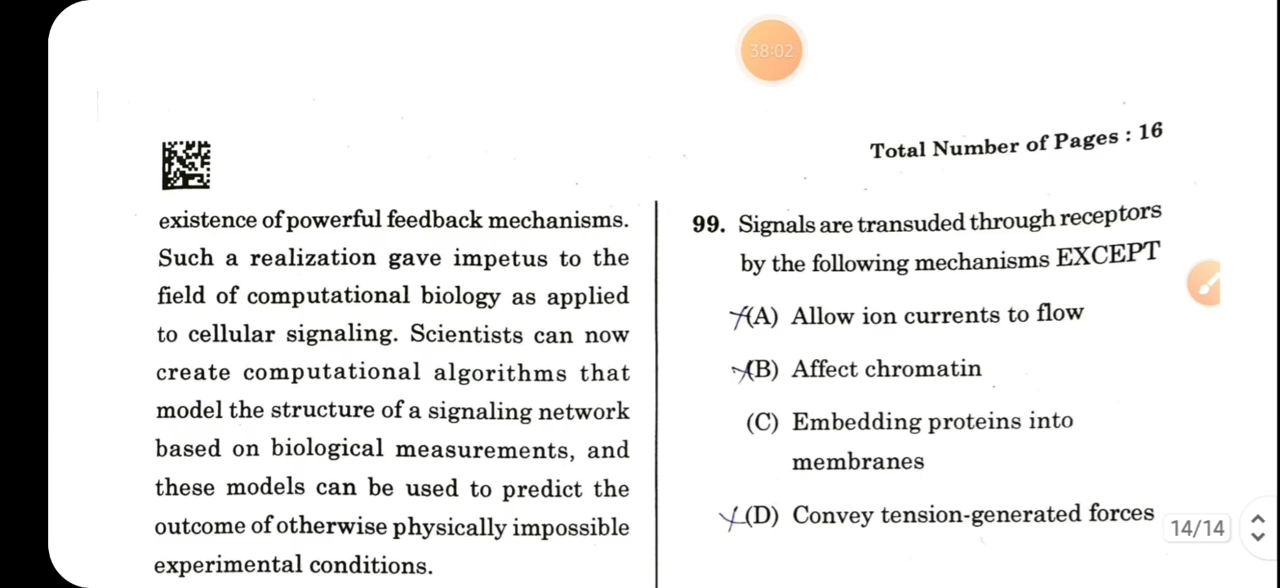 38:02
Total Number of Pages : 16
existence of powerful feedback mechanisms.
Such a realization gave impetus to the
field of computational biology as applied
to cellular signaling. Scientists can now
create computational algorithms that
model the structure of a signaling network
based on biological measurements, and
these models can be used to predict the
outcome of otherwise physically impossible
experimental conditions.
99. Signals are transuded through receptors
by the following mechanisms EXCEPT
(A) Allow ion currents to flow
(B) Affect chromatin
(C) Embedding proteins into
membranes
(D) Convey tension-generated forces
14/14